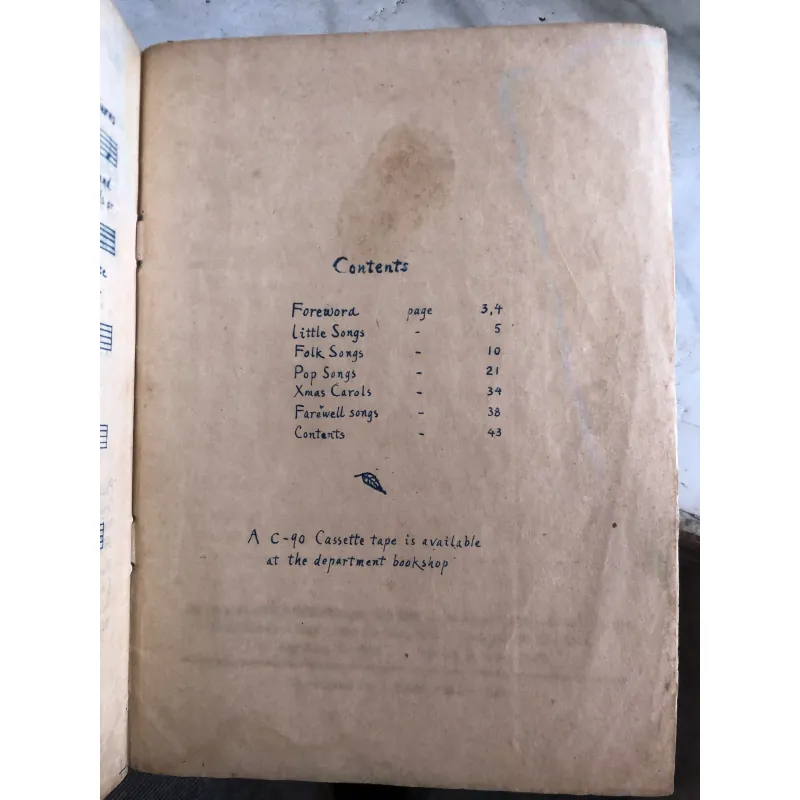 Contents
Foreword page 3,4
Little Songs - 5
Folk Songs - 10
Pop Songs - 21
Xmas Carols - 34
Farewell songs - 38
Contents - 43
A C-90 Cassette tape is available
at the department bookshop